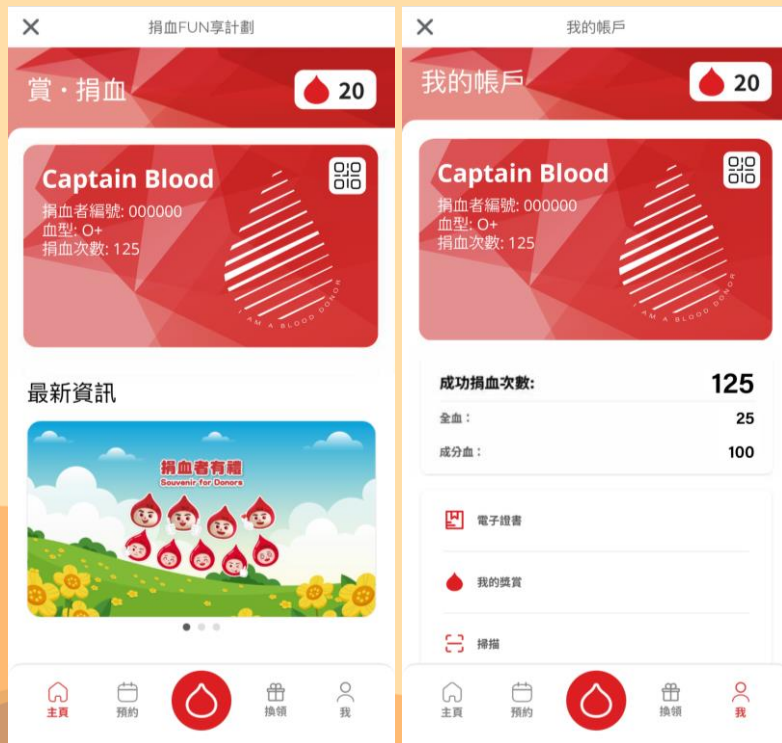 捐血FUN享計劃
賞·捐血
20
Captain Blood
捐血者編號: 000000
血型: O+
捐血次數: 125
I AM A BLOOD DONOR
最新資訊
捐血者有禮
Souvenir for Donors
主頁
預約
換領
我
我的帳戶
我的帳戶
20
Captain Blood
捐血者編號: 000000
血型: O+
捐血次數: 125
I AM A BLOOD DONOR
成功捐血次數: 125
全血： 25
成分血： 100
電子證書
我的獎賞
掃描
主頁
預約
換領
我